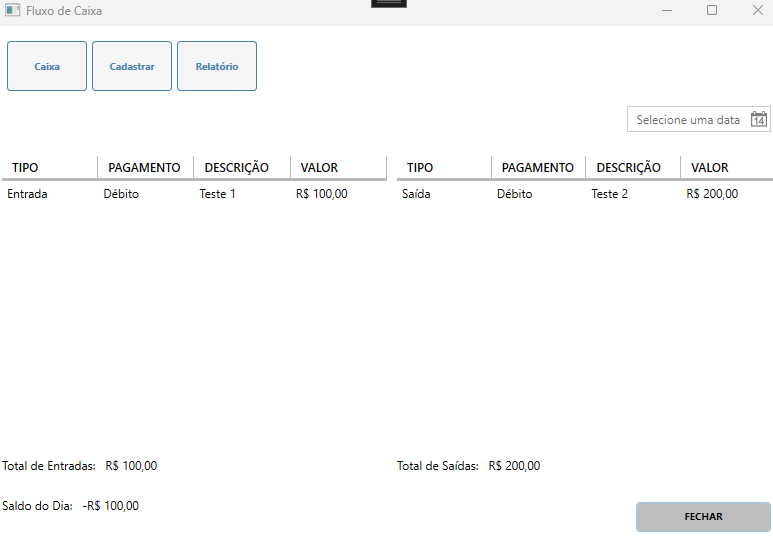 Fluxo de Caixa
Caixa Cadastrar Relatório
Selecione uma data 14
TIPO PAGAMENTO DESCRIÇÃO VALOR TIPO PAGAMENTO DESCRIÇÃO VALOR
Entrada Débito Teste 1 R$ 100,00 Saída Débito Teste 2 R$ 200,00
Total de Entradas: R$ 100,00 Total de Saídas: R$ 200,00
Saldo do Dia: -R$ 100,00
FECHAR